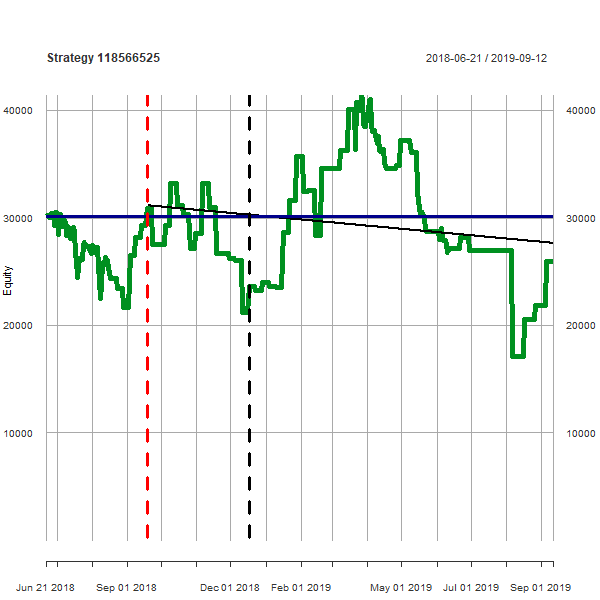 Strategy 118566525
2018-06-21 / 2019-09-12
40000
40000
30000
30000
Equity
20000
20000
10000
10000
Jun 21 2018
Sep 01 2018
Dec 01 2018
Feb 01 2019
May 01 2019
Jul 01 2019
Sep 01 2019